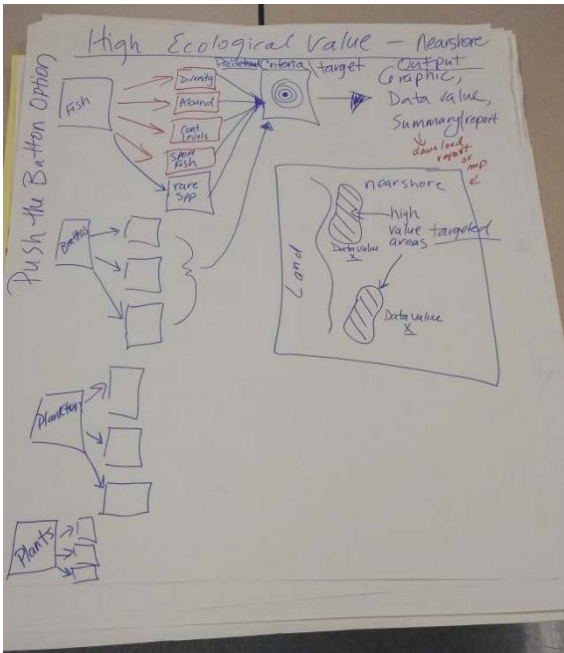 High Ecological Value - Nearshore
Push the Button Option
Fish
Diversity
Abund
Cont
levels
Sport
Fish
rare
Spp
Predefined Criteria \target
Output
Graphic,
Data value,
Summary/report
download
report
or
map
nearshore
high
value targeted
areas
Data value
X
Land
Data value
X
Benthos
Plankton
Plants